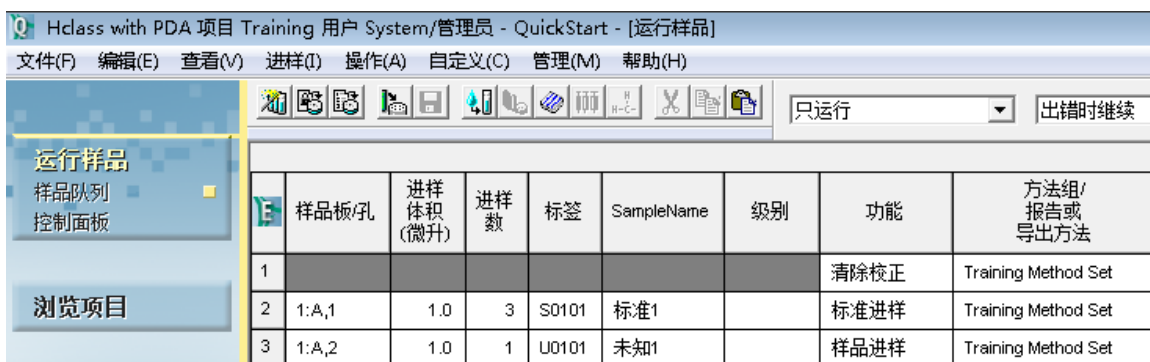 Hclass with PDA 项目 Training 用户 System/管理员 - QuickStart - [运行样品]
文件(F) 编辑(E) 查看(V) 进样(I) 操作(A) 自定义(C) 管理(M) 帮助(H)
只运行 出错时继续
运行样品
样品队列
控制面板
浏览项目
样品板/孔 进样体积(微升) 进样数 标签 SampleName 级别 功能 方法组/报告或导出方法
1 清除校正 Training Method Set
2 1:A,1 1.0 3 S0101 标准1 标准进样 Training Method Set
3 1:A,2 1.0 1 U0101 未知1 样品进样 Training Method Set